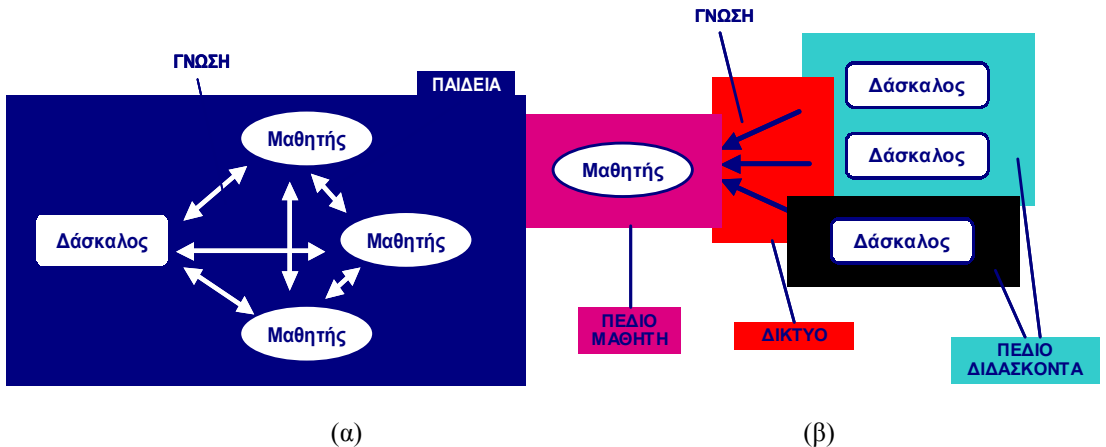 ΓΝΩΣΗ
ΠΑΙΔΕΙΑ
Μαθητής
Δάσκαλος
Μαθητής
Μαθητής
(α)
ΓΝΩΣΗ
Δάσκαλος
Δάσκαλος
Μαθητής
Δάσκαλος
ΠΕΔΙΟ
ΜΑΘΗΤΗ
ΔΙΚΤΥΟ
ΠΕΔΙΟ
ΔΙΔΑΣΚΟΝΤΑ
(β)